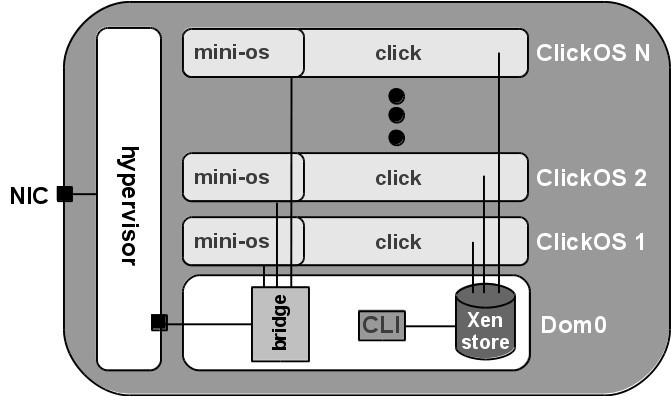 mini-os click ClickOS N
mini-os click ClickOS 2
mini-os click ClickOS 1
NIC
hypervisor
bridge
CLI
Xen
store
Dom0